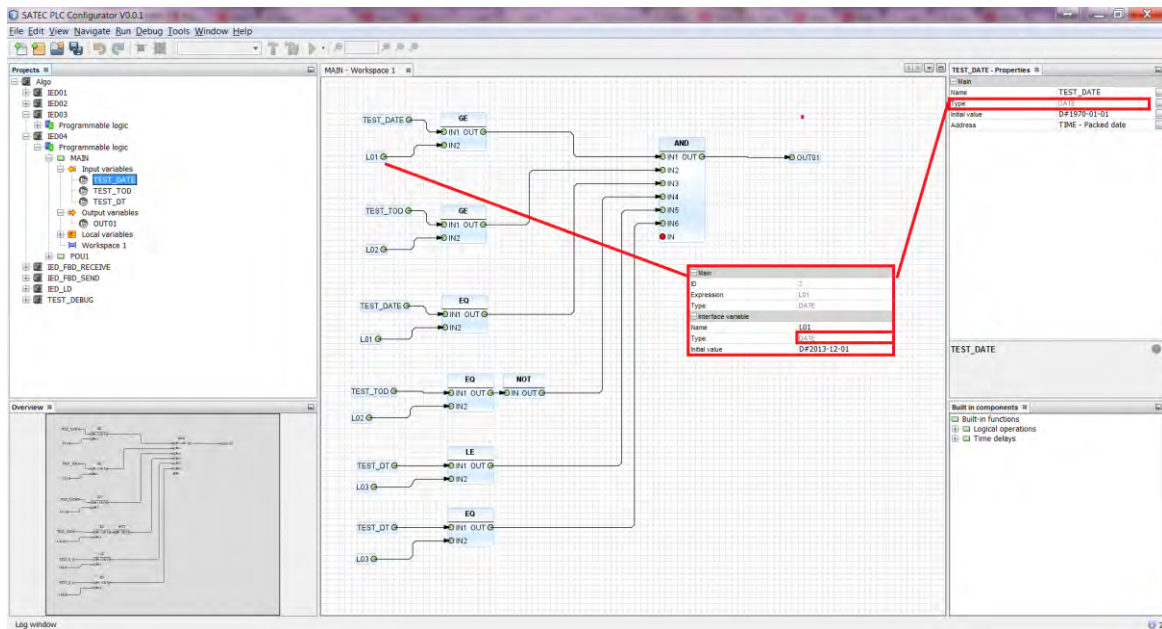 SATEC PLC Configurator V0.0.1
File Edit View Navigate Run Debug Tools Window Help
Projects
Algo
IED01
IED02
IED03
Programmable logic
IED04
Programmable logic
MAIN
Input variables
TEST_DATE
TEST_TOD
TEST_DT
Output variables
OUT01
Local variables
Workspace 1
POU1
IED_FBD_RECEIVE
IED_FBD_SEND
IED_LD
TEST_DEBUG
Overview
MAIN - Workspace 1
TEST_DATE
GE
IN1 OUT
IN2
L01
TEST_TOD
GE
IN1 OUT
IN2
L02
TEST_DATE
EQ
IN1 OUT
IN2
L01
TEST_TOD
EQ
IN1 OUT
IN2
NOT
IN OUT
L02
TEST_DT
LE
IN1 OUT
IN2
L03
TEST_DT
EQ
IN1 OUT
IN2
L03
AND
IN1 OUT
IN2
IN3
IN4
IN5
IN6
IN
OUT01
Main
ID 2
Expression L01
Type DATE
Interface variable
Name L01
Type DATE
Initial value D#2013-12-01
TEST_DATE - Properties
Main
Name TEST_DATE
Type DATE
Initial value D#1970-01-01
Address TIME - Packed date
TEST_DATE
Built in components
Built-in functions
Logical operations
Time delays
Log window